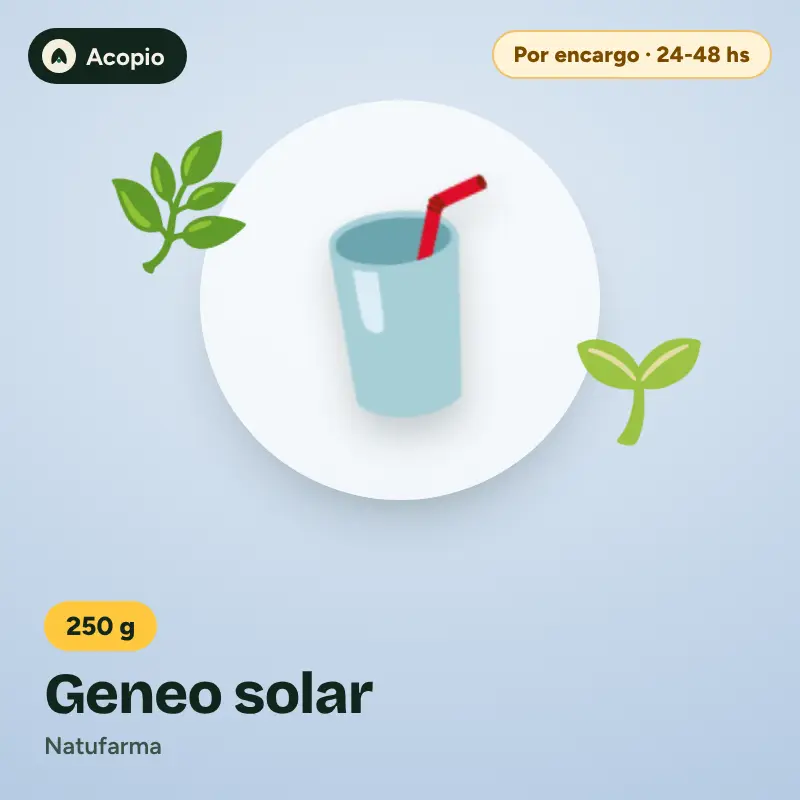 Acopio
Por encargo · 24-48 hs
250 g
Geneo solar
Natufarma